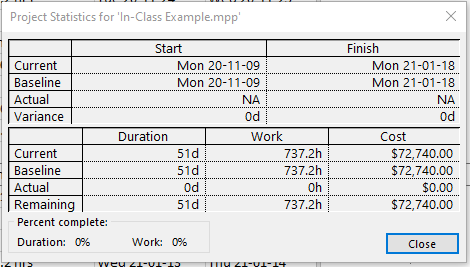 Project Statistics for 'In-Class Example.mpp'
Start Finish
Current Mon 20-11-09 Mon 21-01-18
Baseline Mon 20-11-09 Mon 21-01-18
Actual NA NA
Variance 0d 0d
Duration Work Cost
Current 51d 737.2h $72,740.00
Baseline 51d 737.2h $72,740.00
Actual 0d 0h $0.00
Remaining 51d 737.2h $72,740.00
Percent complete:
Duration: 0% Work: 0% Close
.2 hrs Wed 21-01-13 Thu 21-01-14